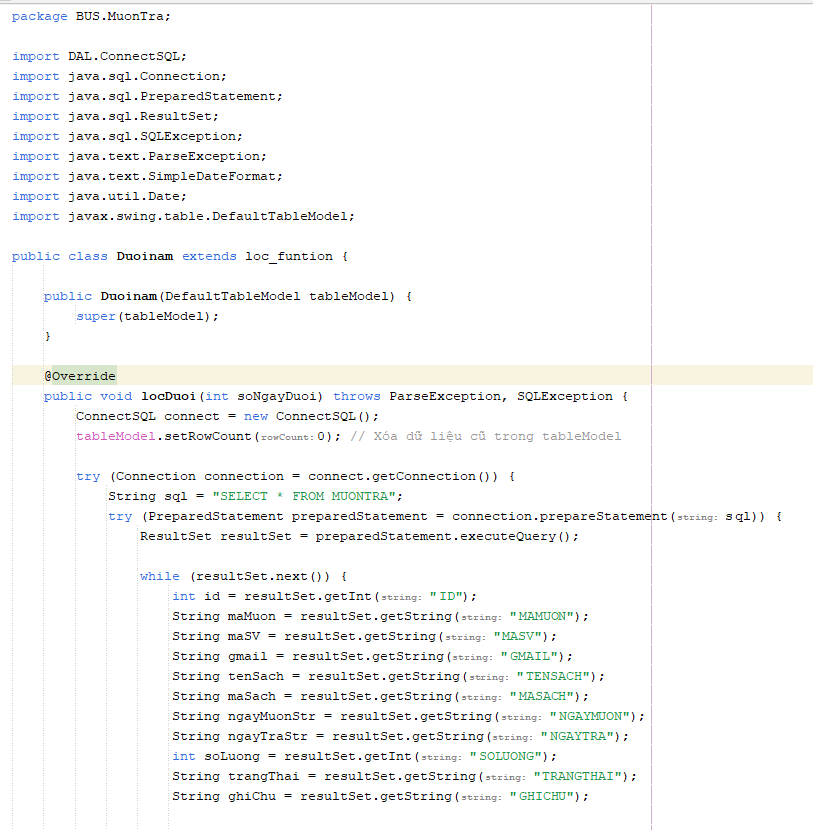 package BUS.MuonTra;
import DAL.ConnectSQL;
import java.sql.Connection;
import java.sql.PreparedStatement;
import java.sql.ResultSet;
import java.sql.SQLException;
import java.text.ParseException;
import java.text.SimpleDateFormat;
import java.util.Date;
import javax.swing.table.DefaultTableModel;
public class Duoinam extends loc_funtion {
public Duoinam(DefaultTableModel tableModel) {
super(tableModel);
}
@Override
public void locDuoi(int soNgayDuoi) throws ParseException, SQLException {
ConnectSQL connect = new ConnectSQL();
tableModel.setRowCount(rowCount: 0); // Xóa dữ liệu cũ trong tableModel
try (Connection connection = connect.getConnection()) {
String sql = "SELECT * FROM MUONTRA";
try (PreparedStatement preparedStatement = connection.prepareStatement(string: sql)) {
ResultSet resultSet = preparedStatement.executeQuery();
while (resultSet.next()) {
int id = resultSet.getInt(string: "ID");
String maMuon = resultSet.getString(string: "MAMUON");
String maSV = resultSet.getString(string: "MASV");
String gmail = resultSet.getString(string: "GMAIL");
String tenSach = resultSet.getString(string: "TENSACH");
String maSach = resultSet.getString(string: "MASACH");
String ngayMuonStr = resultSet.getString(string: "NGAYMUON");
String ngayTraStr = resultSet.getString(string: "NGAYTRA");
int soLuong = resultSet.getInt(string: "SOLUONG");
String trangThai = resultSet.getString(string: "TRANGTHAI");
String ghiChu = resultSet.getString(string: "GHICHU");